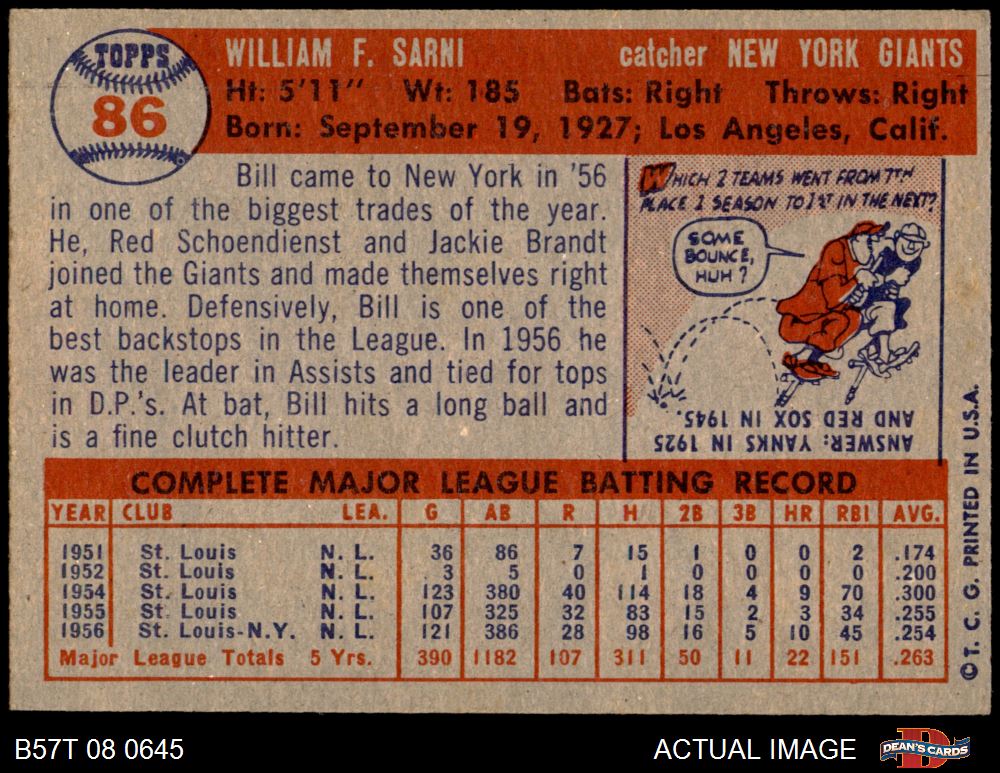 TOPPS
86
WILLIAM F. SARNI catcher NEW YORK GIANTS
Ht: 5'11" Wt: 185 Bats: Right Throws: Right
Born: September 19, 1927; Los Angeles, Calif.
Bill came to New York in '56
in one of the biggest trades of the year.
He, Red Schoendienst and Jackie Brandt
joined the Giants and made themselves right
at home. Defensively, Bill is one of the
best backstops in the League. In 1956 he
was the leader in Assists and tied for tops
in D.P.'s. At bat, Bill hits a long ball and
is a fine clutch hitter.
WHICH 2 TEAMS WENT FROM 7TH
PLACE 1 SEASON TO 1ST IN THE NEXT?
SOME
BOUNCE,
HUH?
ANSWER: YANKS IN 1925
AND RED SOX IN 1945
COMPLETE MAJOR LEAGUE BATTING RECORD
YEAR CLUB LEA. G AB R H 2B 3B HR RBI AVG.
1951 St. Louis N. L. 36 86 7 15 1 0 0 2 .174
1952 St. Louis N. L. 3 5 0 1 0 0 0 0 .200
1954 St. Louis N. L. 123 380 40 114 18 4 9 70 .300
1955 St. Louis N. L. 107 325 32 83 15 2 3 34 .255
1956 St. Louis-N.Y. N. L. 121 386 28 98 16 5 10 45 .254
Major League Totals 5 Yrs. 390 1182 107 311 50 11 22 151 .263
© T. C. G. PRINTED IN U.S.A.
B57T 08 0645 ACTUAL IMAGE DEAN'S CARDS